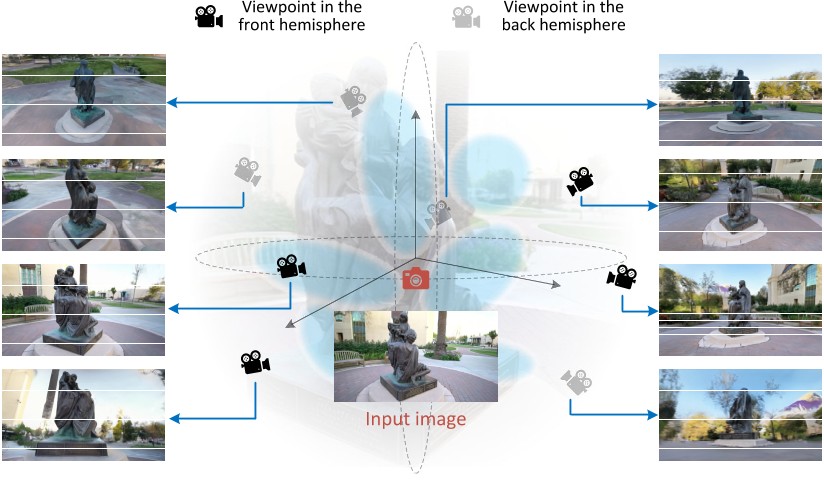 Viewpoint in the
front hemisphere
Viewpoint in the
back hemisphere
Input image